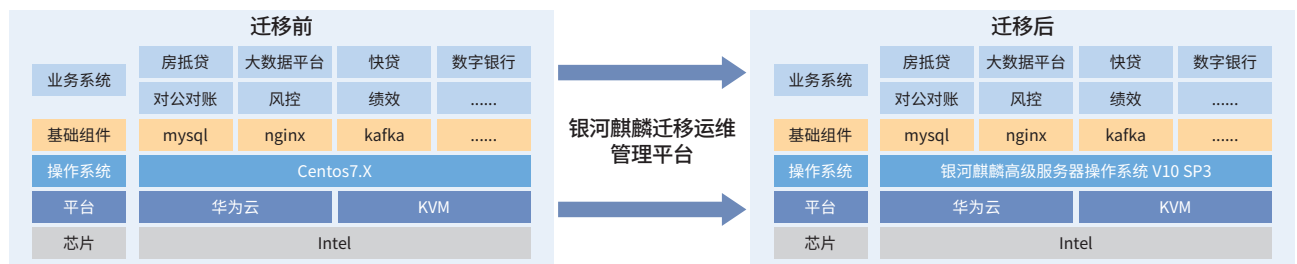 迁移前
业务系统
房抵贷
大数据平台
快贷
数字银行
对公对账
风控
绩效
......
基础组件
mysql
nginx
kafka
......
操作系统
Centos7.X
平台
华为云
KVM
芯片
Intel
银河麒麟迁移运维
管理平台
迁移后
业务系统
房抵贷
大数据平台
快贷
数字银行
对公对账
风控
绩效
......
基础组件
mysql
nginx
kafka
......
操作系统
银河麒麟高级服务器操作系统 V10 SP3
平台
华为云
KVM
芯片
Intel